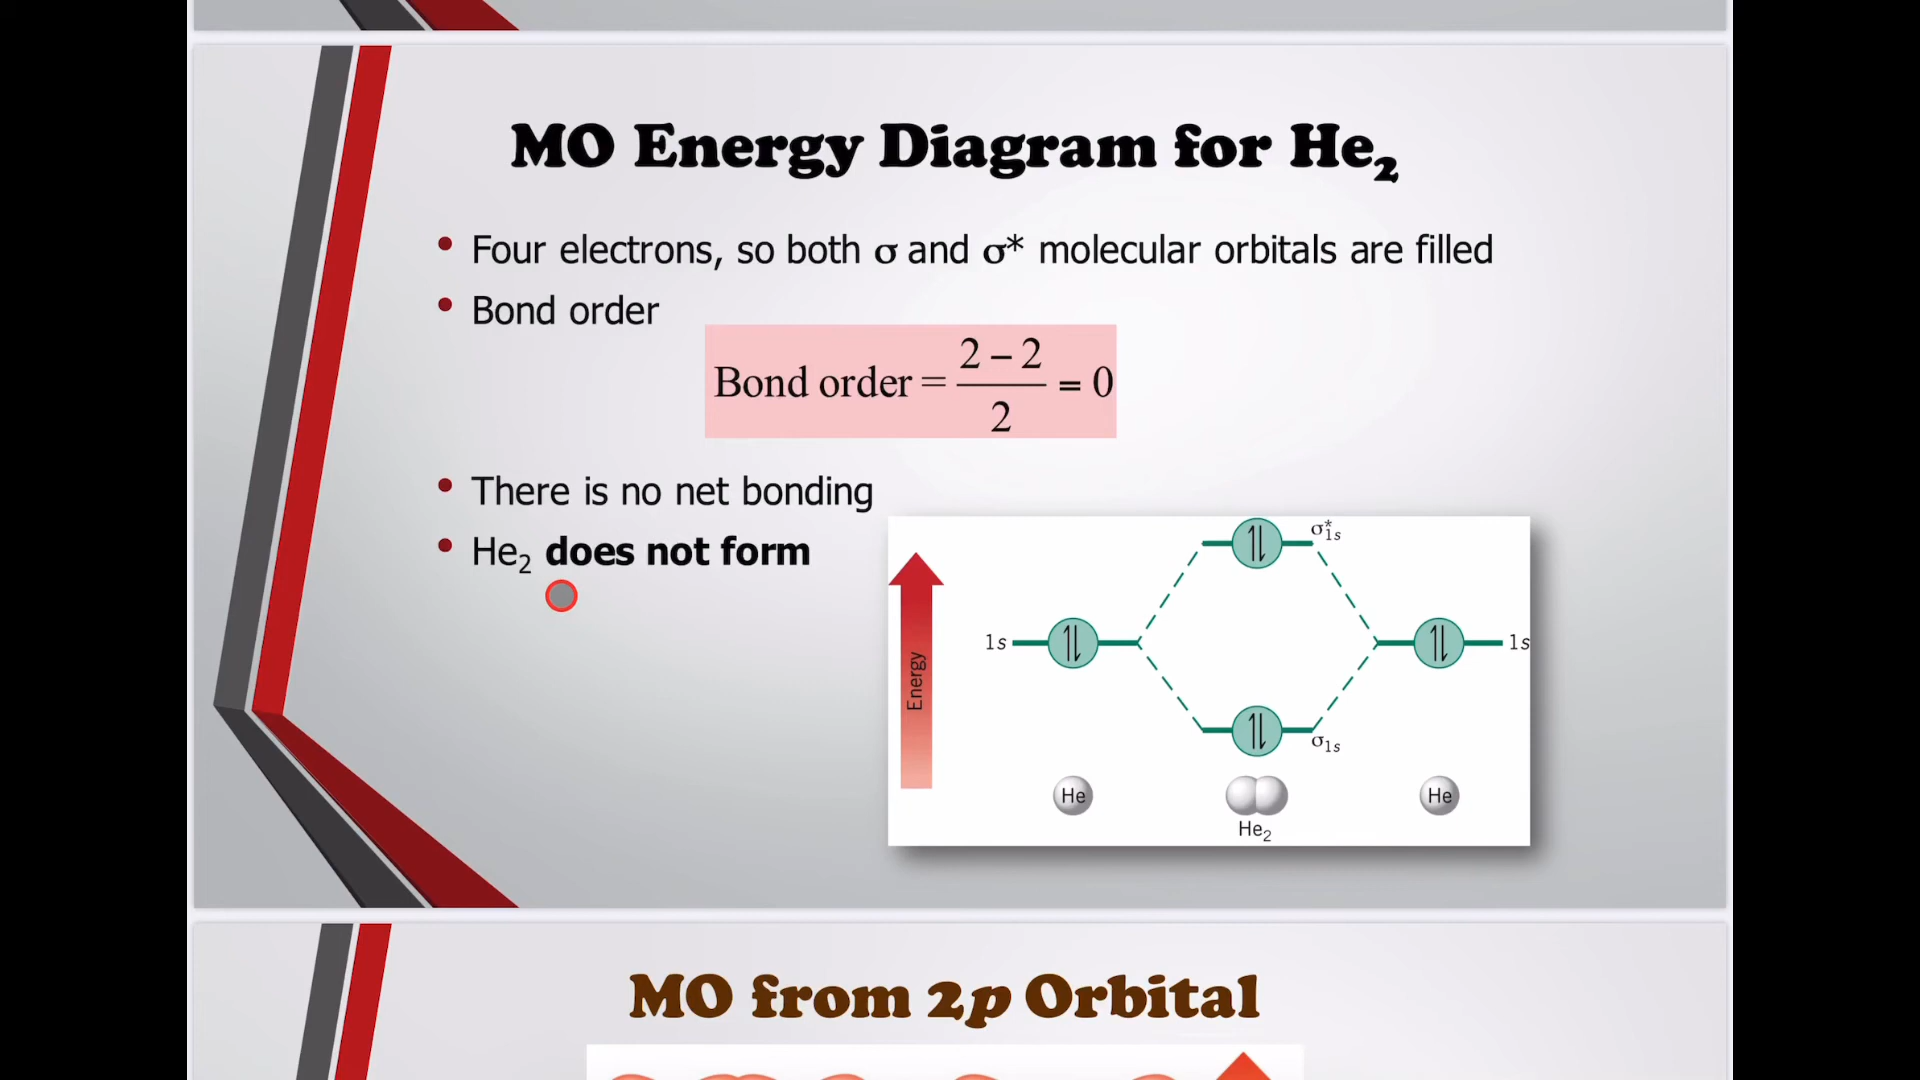 MO Energy Diagram for He₂
• Four electrons, so both σ and σ* molecular orbitals are filled
• Bond order
Bond order = (2 – 2)/2 = 0
• There is no net bonding
• He₂ does not form
Energy
σ*1s
1s
1s
σ1s
He
He₂
He
MO from 2p Orbital